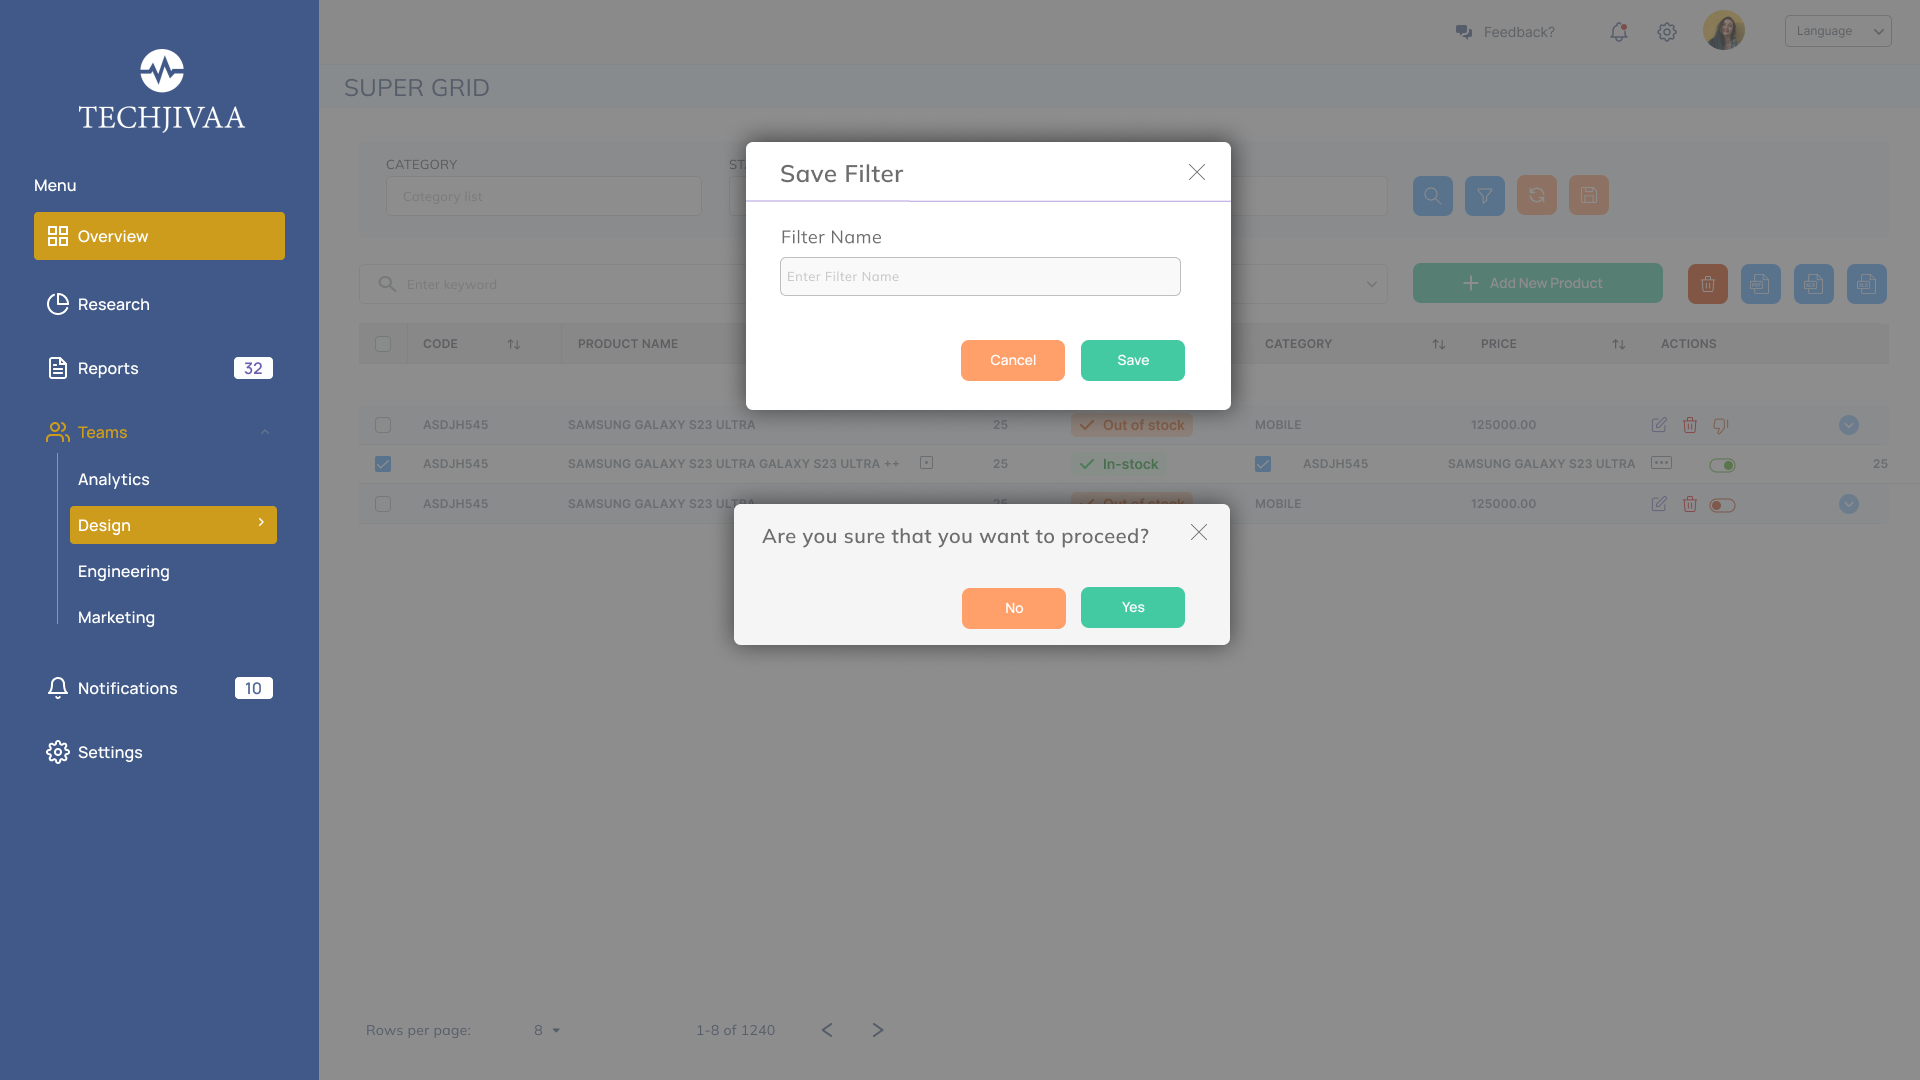 TECHJIVAA
Menu
Overview
Research
Reports 32
Teams
Analytics
Design
Engineering
Marketing
Notifications 10
Settings
Feedback?
Language
SUPER GRID
CATEGORY
Category list
Save Filter
Filter Name
Enter Filter Name
Cancel Save
Enter keyword
Add New Product
CODE PRODUCT NAME CATEGORY PRICE ACTIONS
ASDJH545 SAMSUNG GALAXY S23 ULTRA 25 Out of stock MOBILE 125000.00
ASDJH545 SAMSUNG GALAXY S23 ULTRA GALAXY S23 ULTRA ++ 25 In-stock ASDJH545 SAMSUNG GALAXY S23 ULTRA 25
ASDJH545 SAMSUNG GALAXY S23 ULTRA 25 Out of stock MOBILE 125000.00
Are you sure that you want to proceed?
No Yes
Rows per page: 8 1-8 of 1240